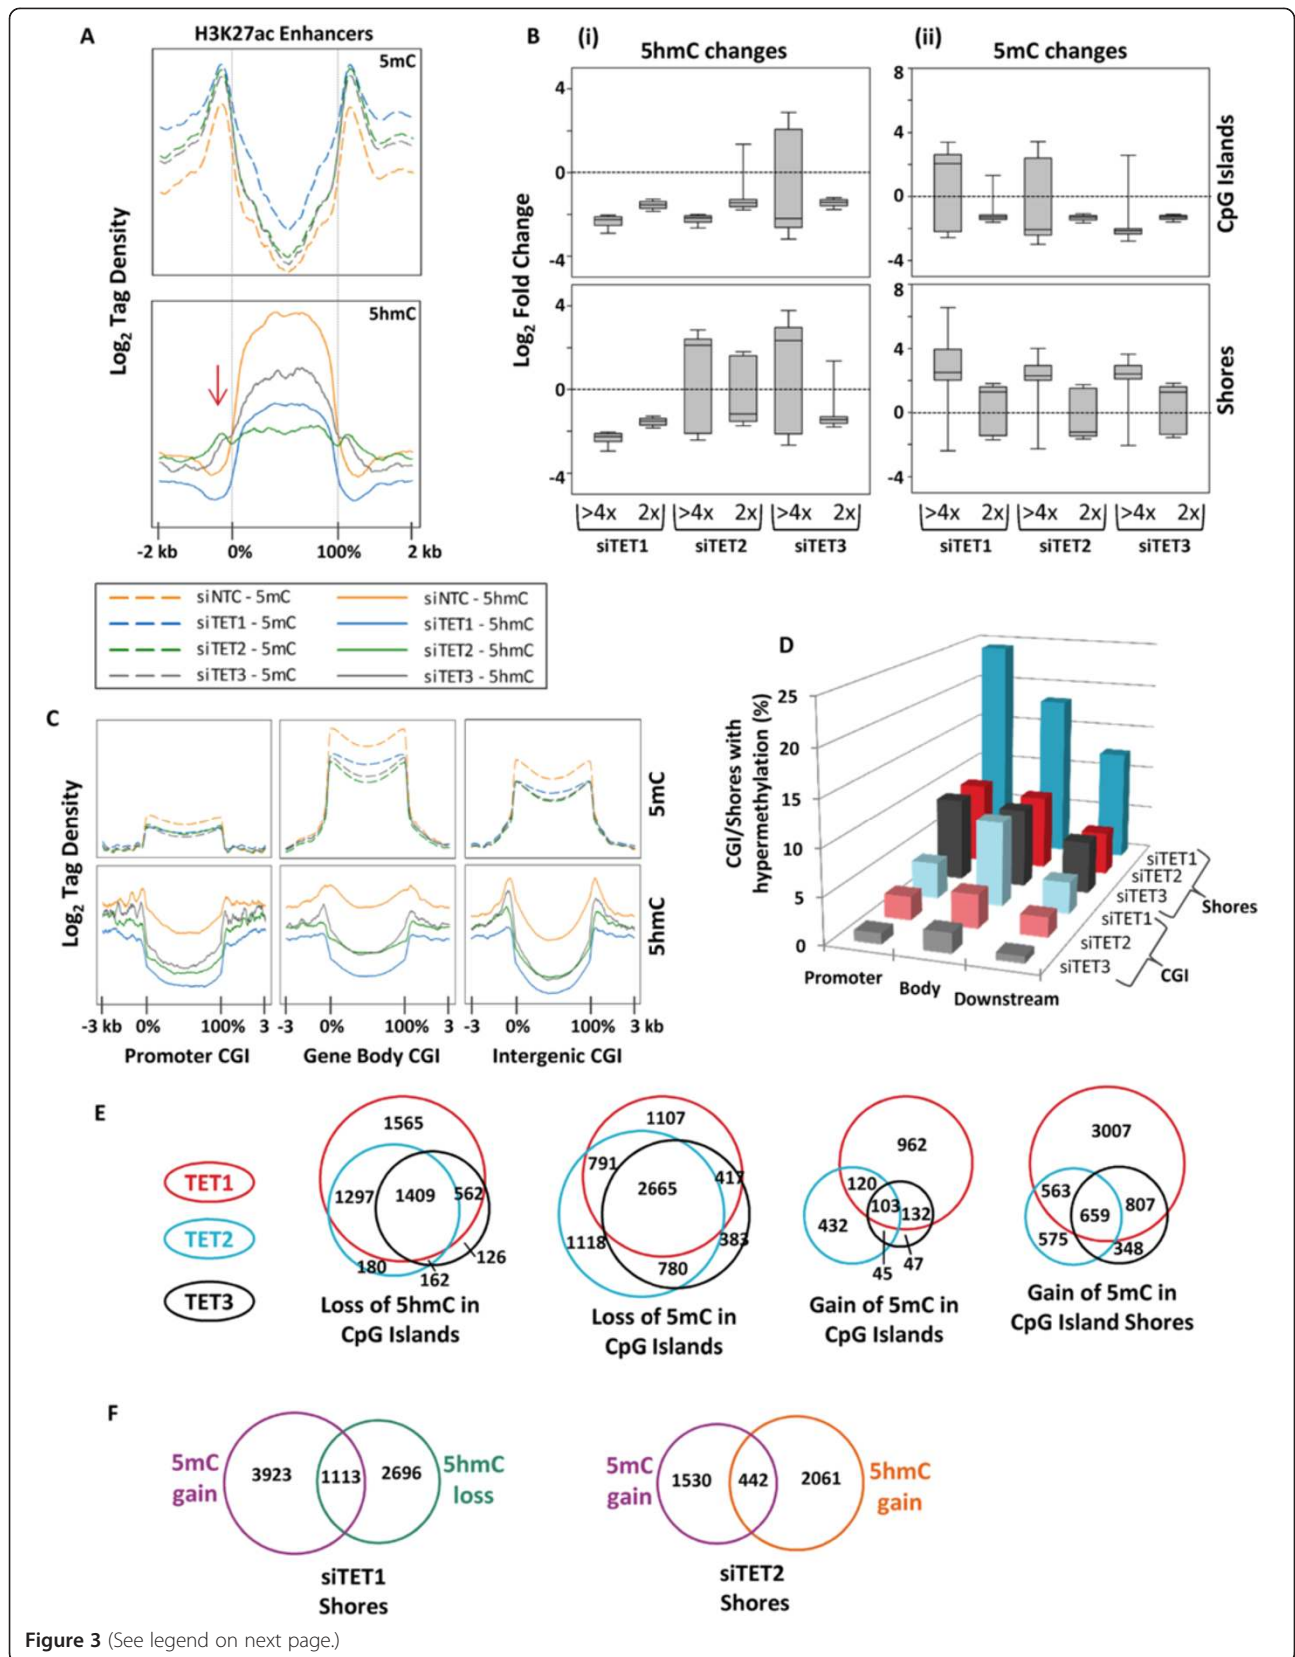 A
H3K27ac Enhancers
5mC
5hmC
Log2 Tag Density
-2 kb 0% 100% 2 kb
siNTC - 5mC siNTC - 5hmC
siTET1 - 5mC siTET1 - 5hmC
siTET2 - 5mC siTET2 - 5hmC
siTET3 - 5mC siTET3 - 5hmC
B (i) (ii)
5hmC changes 5mC changes
Log2 Fold Change
4
0
-4
4
0
-4
8
4
0
-4
8
4
0
-4
CpG Islands
Shores
>4x 2x >4x 2x >4x 2x
siTET1 siTET2 siTET3
>4x 2x >4x 2x >4x 2x
siTET1 siTET2 siTET3
C
Log2 Tag Density
5mC
5hmC
-3 kb 0% 100% 3
-3 0% 100% 3
-3 0% 100% 3 kb
Promoter CGI Gene Body CGI Intergenic CGI
D
CGI/Shores with
hypermethylation (%)
25
20
15
10
5
0
Promoter
Body
Downstream
siTET1
siTET2
siTET3
Shores
siTET1
siTET2
siTET3
CGI
E
TET1
TET2
TET3
1565
1297 1409 562
180 162 126
Loss of 5hmC in
CpG Islands
1107
791 2665 417
1118 780 383
Loss of 5mC in
CpG Islands
962
120
432 103 132
45 47
Gain of 5mC in
CpG Islands
3007
563 659 807
575 348
Gain of 5mC in
CpG Island Shores
F
5mC
gain
3923 1113 2696
5hmC
loss
siTET1
Shores
5mC
gain
1530 442 2061
5hmC
gain
siTET2
Shores
Figure 3 (See legend on next page.)